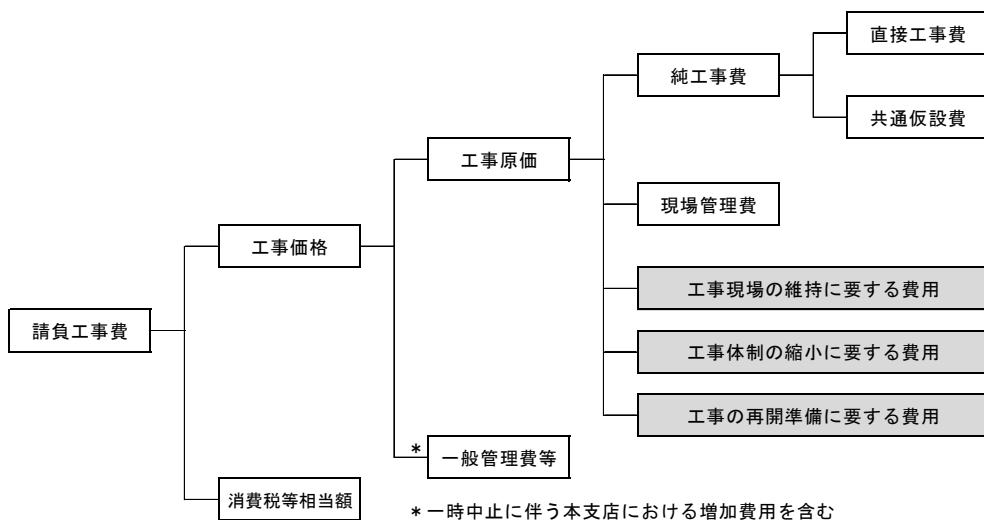 直接工事費
純工事費
共通仮設費
工事原価
現場管理費
工事価格
工事現場の維持に要する費用
請負工事費
工事体制の縮小に要する費用
工事の再開準備に要する費用
*
一般管理費等
消費税等相当額
*一時中止に伴う本支店における増加費用を含む